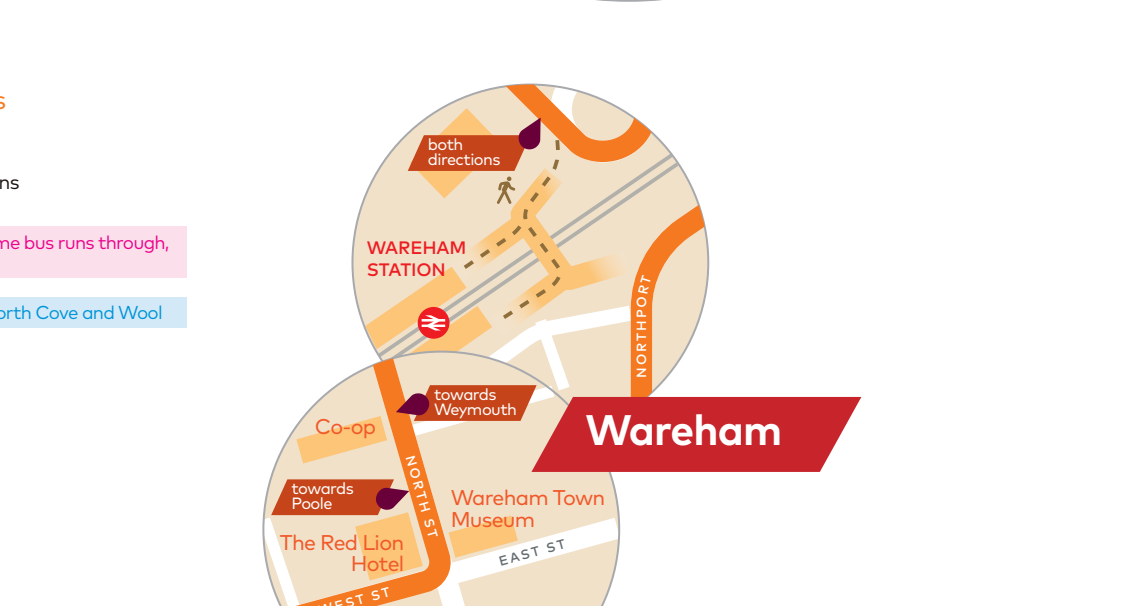 s
ns
me bus runs through,
orth Cove and Wool
both
directions
WAREHAM
STATION
NORTHPORT
towards
Weymouth
Wareham
Co-op
NORTH ST
towards
Poole
Wareham Town
Museum
The Red Lion
Hotel
EAST ST
WEST ST